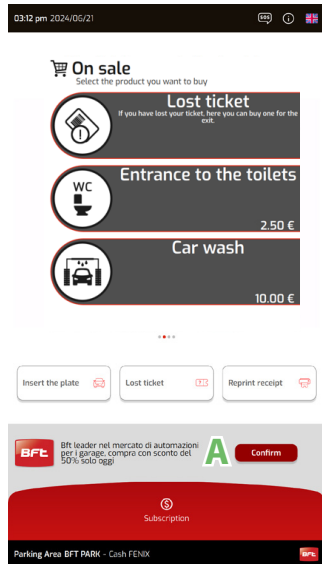 03:12 pm 2024/06/21
SOS
On sale
Select the product you want to buy
Lost ticket
If you have lost your ticket, here you can buy one for the
exit.
WC
Entrance to the toilets
2.50 €
Car wash
10.00 €
Insert the plate
Lost ticket
Reprint receipt
BFT
Bft leader nel mercato di automazioni
per i garage, compra con sconto del
50% solo oggi
A
Confirm
Subscription
Parking Area BFT PARK - Cash FENIX
BFT